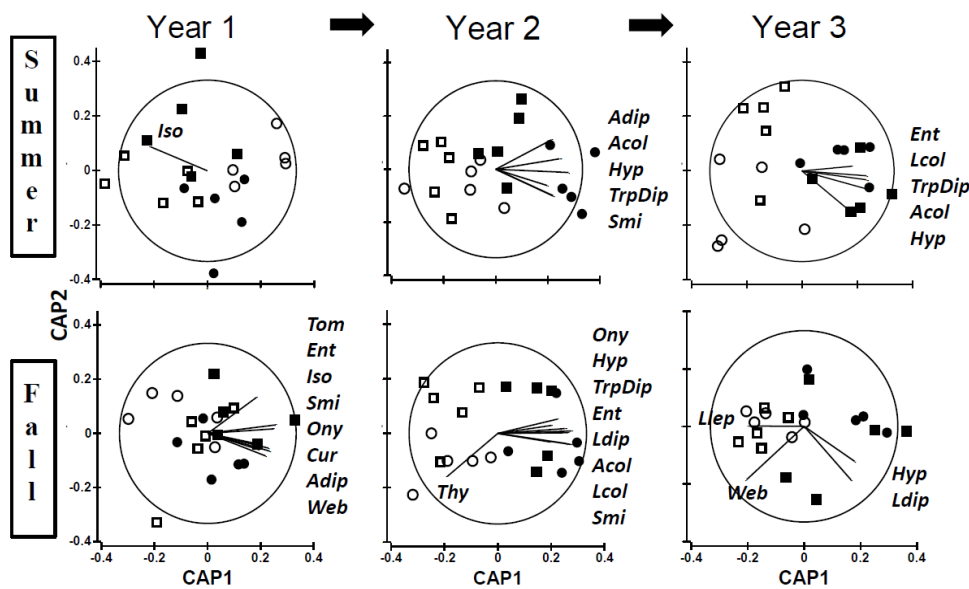 Year 1
Year 2
Year 3
Summer
0.4
0.2
0
-0.2
-0.4
Iso
Adip
Acol
Hyp
TrpDip
Smi
Ent
Lcol
TrpDip
Acol
Hyp
CAP2
Fall
0.4
0.2
0
-0.2
-0.4
Tom
Ent
Iso
Smi
Ony
Cur
Adip
Web
Thy
Ony
Hyp
TrpDip
Ent
Ldip
Acol
Lcol
Smi
Llep
Web
Hyp
Ldip
-0.4 -0.2 0 0.2 0.4
-0.4 -0.2 0 0.2 0.4
-0.4 -0.2 0 0.2 0.4
CAP1
CAP1
CAP1